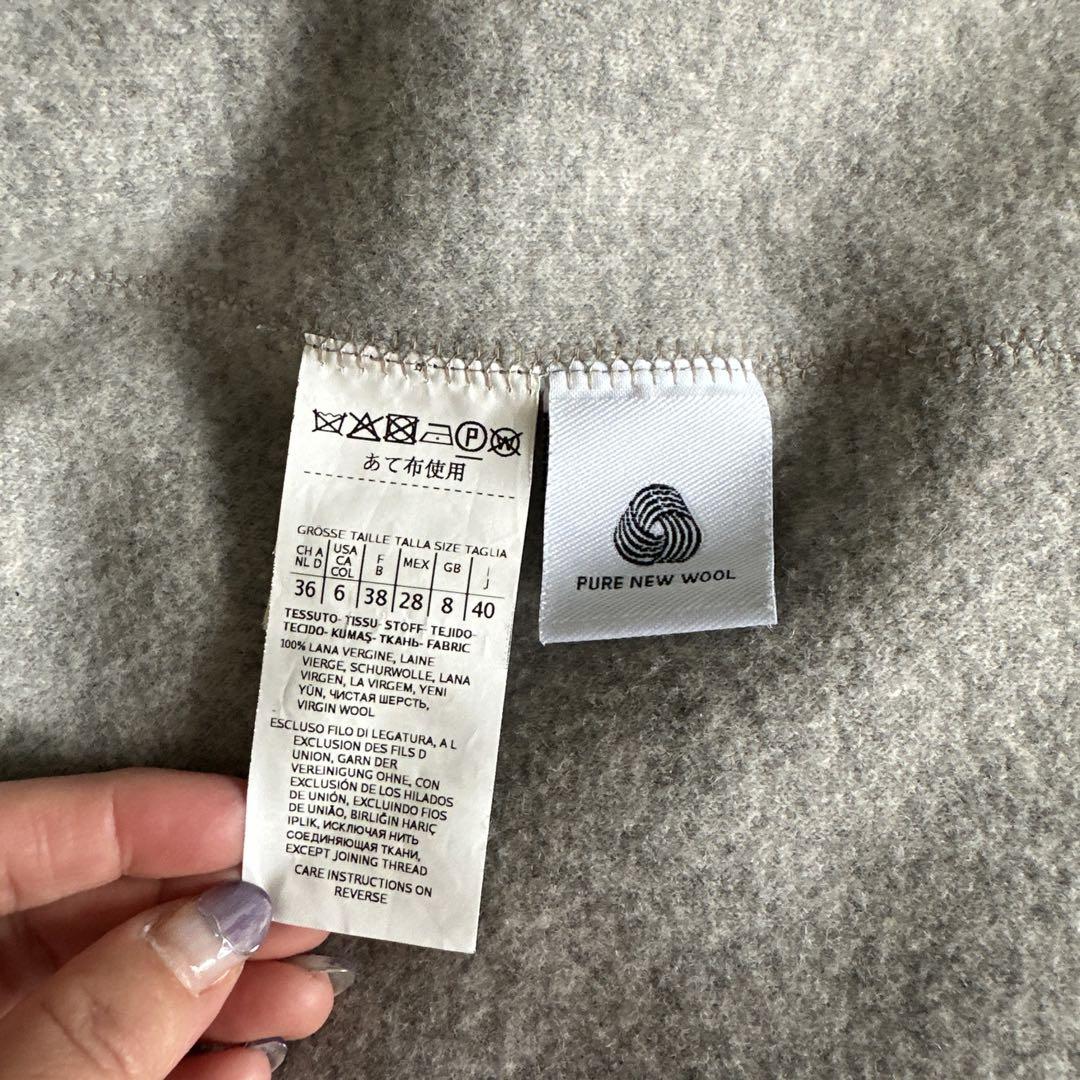 P W
あて布使用
GRÖSSE TAILLE TALLA SIZE TAGLIA
CH A USA F MEX GB I
NL D CA B J
COL
36 6 38 28 8 40
TESSUTO- TISSU- STOFF- TEJIDO-
TECIDO- KUMAŞ- ТКАНЬ- FABRIC
100% LANA VERGINE, LAINE
VIERGE, SCHURWOLLE, LANA
VIRGEN, LA VIRGEM, YENI
YÜN, ЧИСТАЯ ШЕРСТЬ,
VIRGIN WOOL
ESCLUSO FILO DI LEGATURA, A L
EXCLUSION DES FILS D
UNION, GARN DER
VEREINIGUNG OHNE, CON
EXCLUSIÓN DE LOS HILADOS
DE UNIÓN, EXCLUINDO FIOS
DE UNIÃO, BIRLIĞIN HARIÇ
IPLIK, ИСКЛЮЧАЯ НИТЬ
СОЕДИНЯЮЩАЯ ТКАНИ,
EXCEPT JOINING THREAD
CARE INSTRUCTIONS ON
REVERSE
PURE NEW WOOL